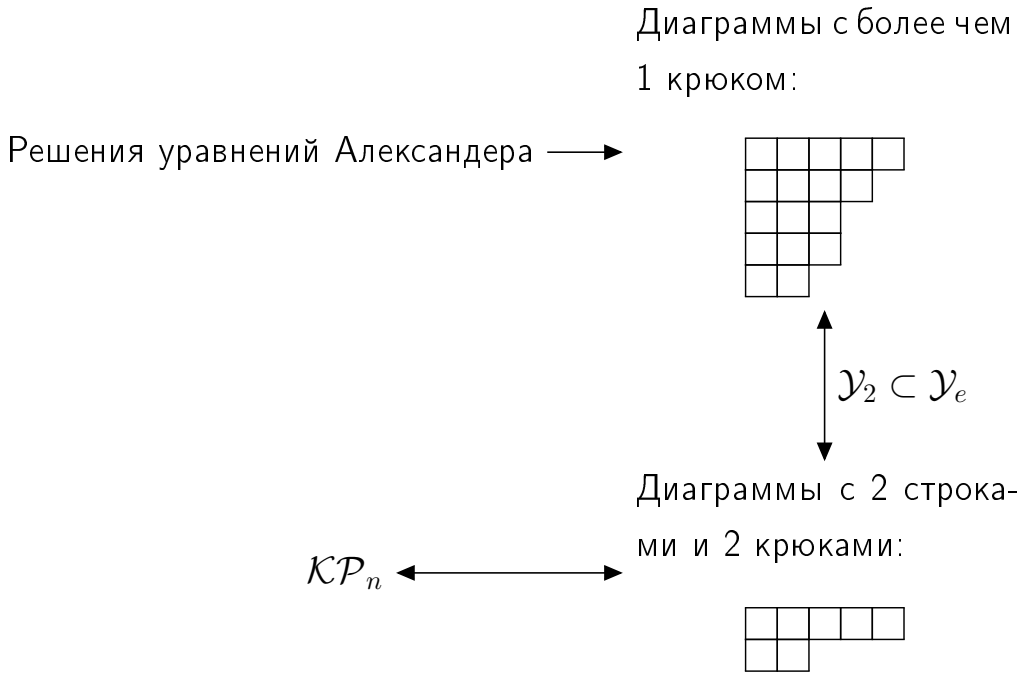 Диаграммы с более чем
1 крюком:
Решения уравнений Александера
𝒴₂ ⊂ 𝒴ₑ
Диаграммы с 2 строка-
ми и 2 крюками:
𝒦𝒫ₙ